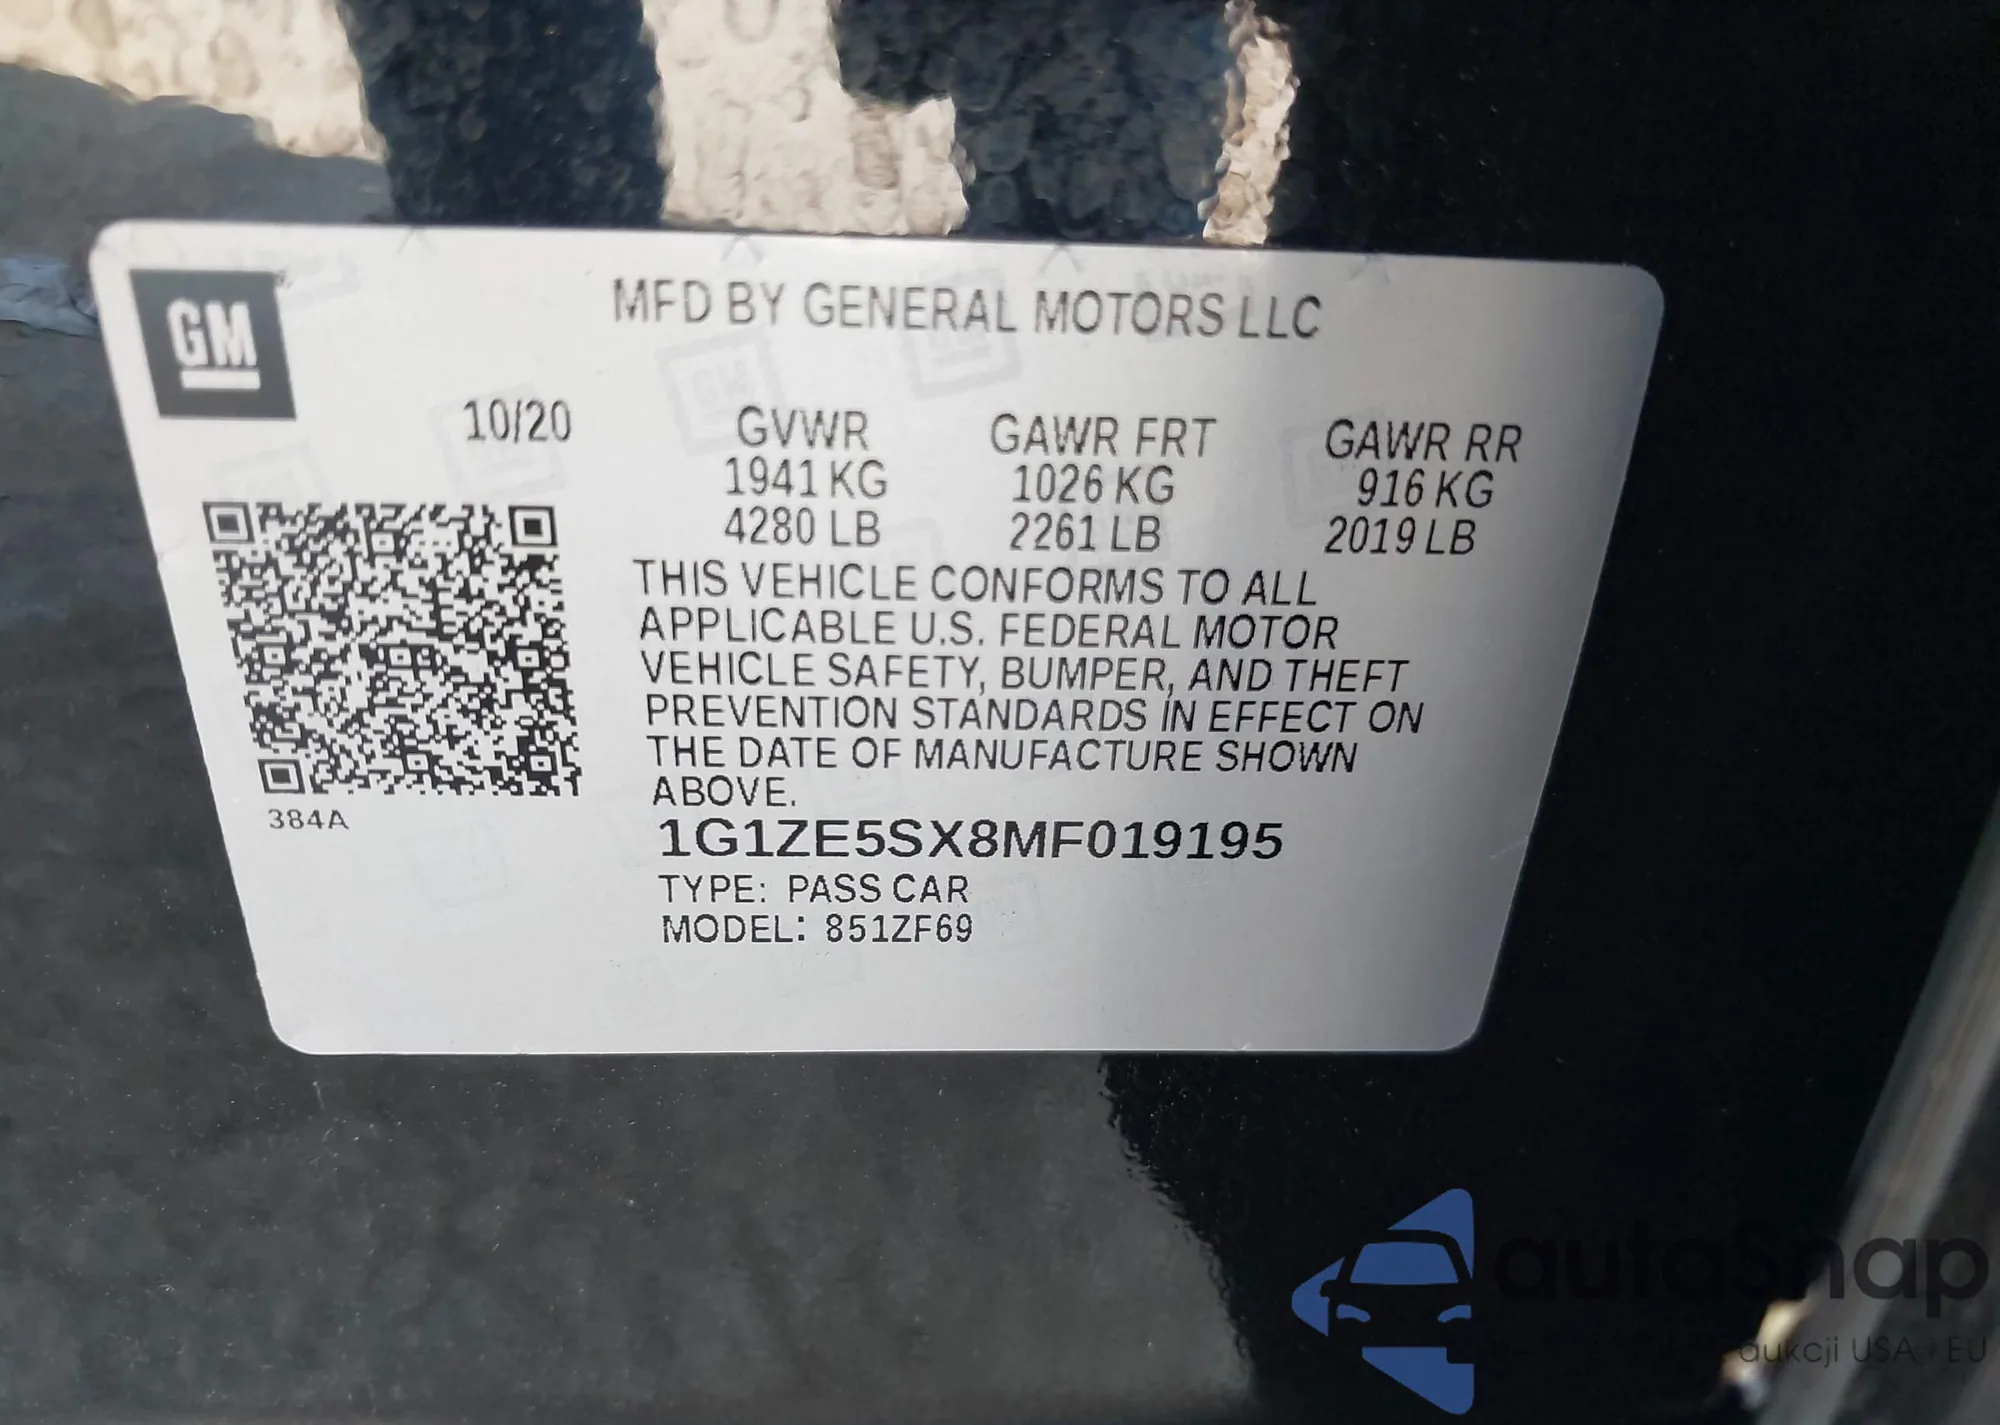 GM
MFD BY GENERAL MOTORS LLC
10/20
GVWR GAWR FRT GAWR RR
1941 KG 1026 KG 916 KG
4280 LB 2261 LB 2019 LB
THIS VEHICLE CONFORMS TO ALL
APPLICABLE U.S. FEDERAL MOTOR
VEHICLE SAFETY, BUMPER, AND THEFT
PREVENTION STANDARDS IN EFFECT ON
THE DATE OF MANUFACTURE SHOWN
ABOVE.
384A
1G1ZE5SX8MF019195
TYPE: PASS CAR
MODEL: 851ZF69
autoSnap
aukcji USA i EU